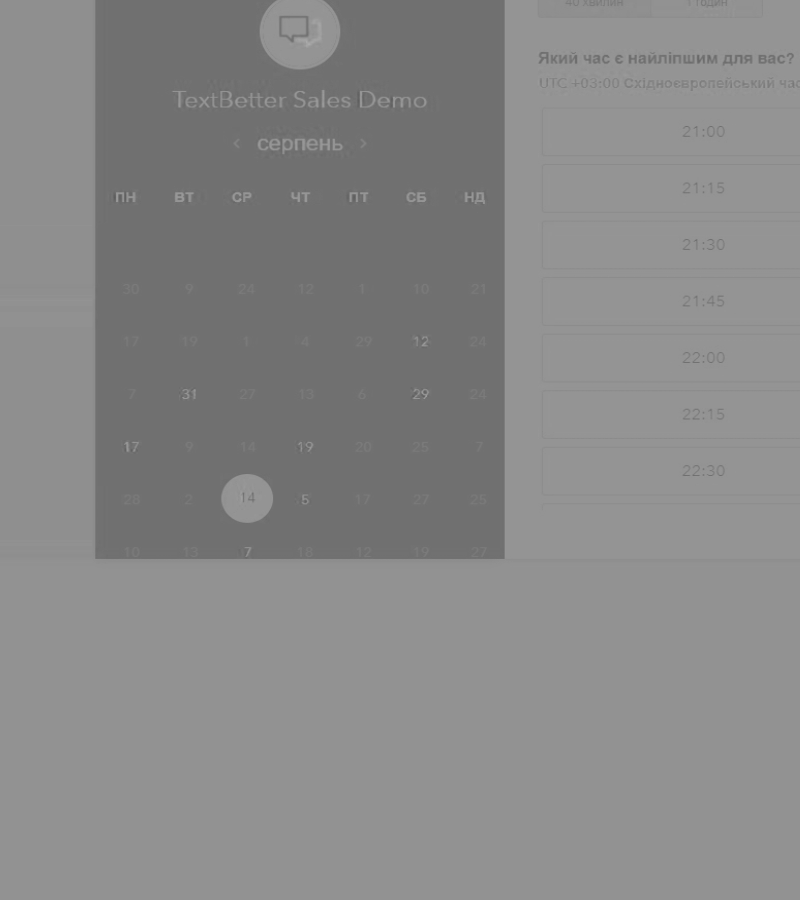 TextBetter Sales Demo
‹ серпень ›
ПН ВТ СР ЧТ ПТ СБ НД
30 9 24 12 1 10 21
17 19 1 4 29 12 24
7 31 27 13 6 29 24
17 9 14 19 20 25 7
28 2 14 5 17 27 25
10 13 7 18 12 19 27
40 хвилин 1 годин
Який час є найліпшим для вас?
UTC +03:00 Східноєвропейський час
21:00
21:15
21:30
21:45
22:00
22:15
22:30